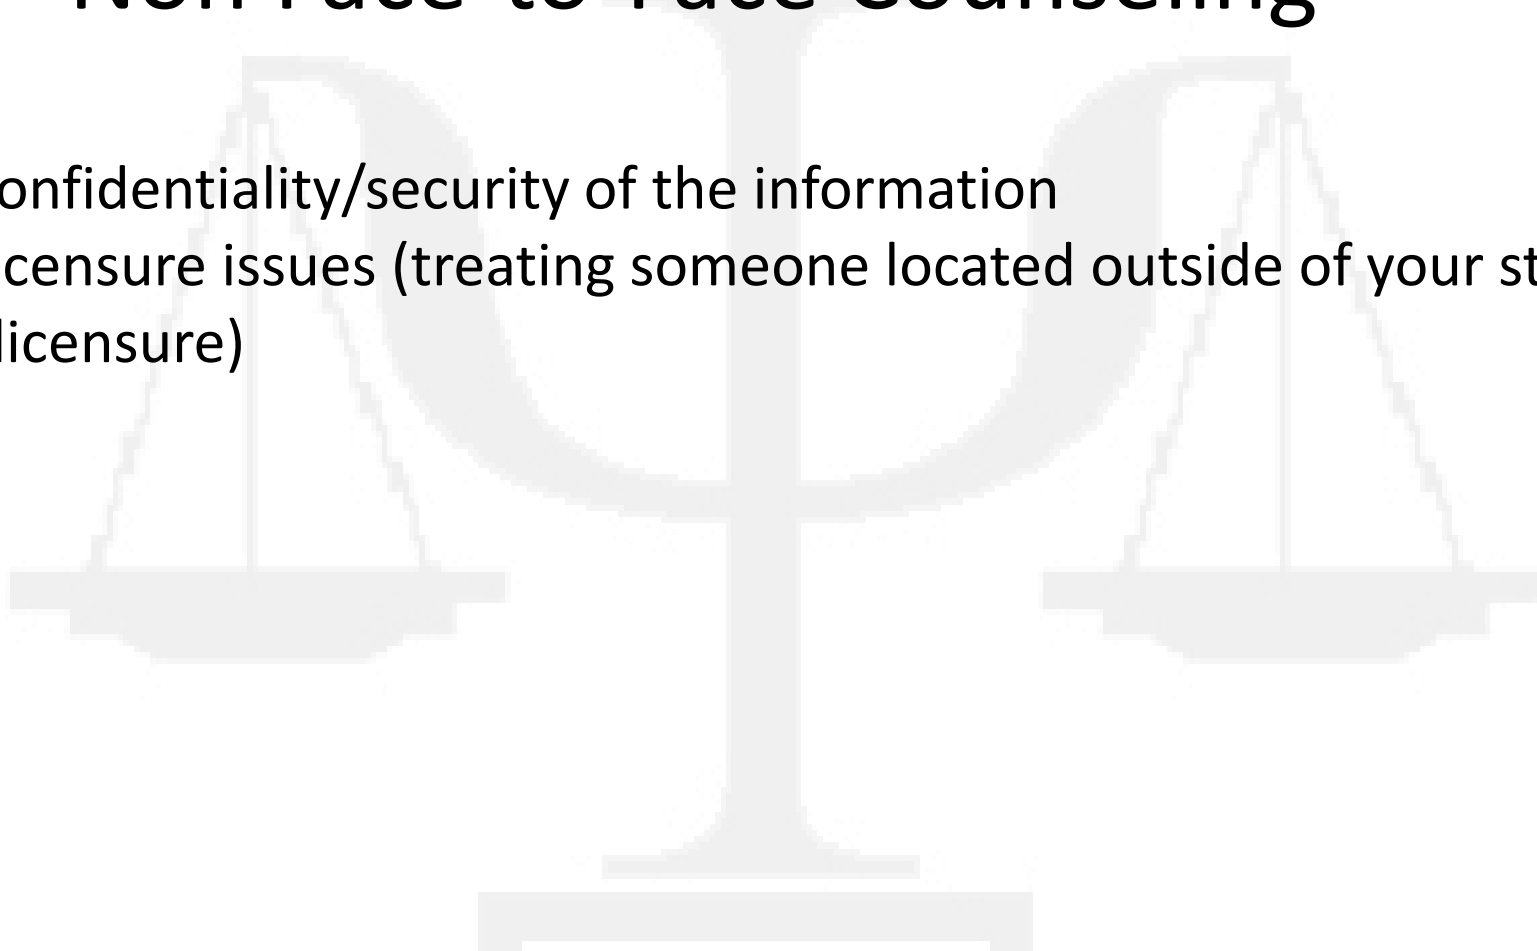 Non Face-to-Face Counseling
onfidentiality/security of the information
censure issues (treating someone located outside of your st
licensure)